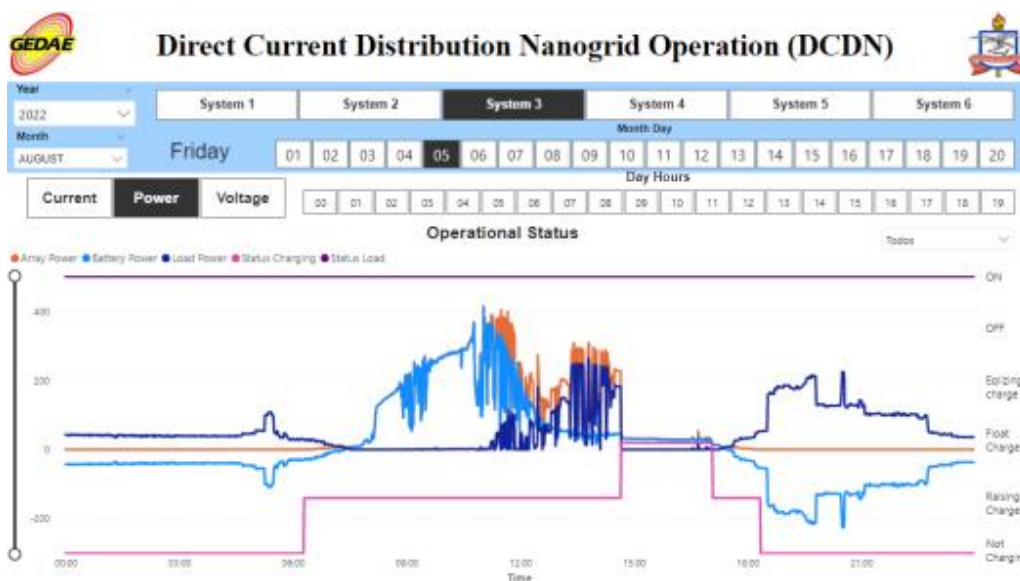 GEDAE
Direct Current Distribution Nanogrid Operation (DCDN)
Year
2022
Month
AUGUST
System 1 System 2 System 3 System 4 System 5 System 6
Month Day
Friday
01 02 03 04 05 06 07 08 09 10 11 12 13 14 15 16 17 18 19 20
Day Hours
Current Power Voltage
00 01 02 03 04 05 06 07 08 09 10 11 12 13 14 15 16 17 18 19
Operational Status
Todos
Array Power Battery Power Load Power Status Charging Status Load
ON
400
OFF
200
charge
0
Float
Charge
-200
Raising
Charge
Not
Chargin
00:00 03:00 06:00 09:00 12:00 15:00 18:00 21:00
Time